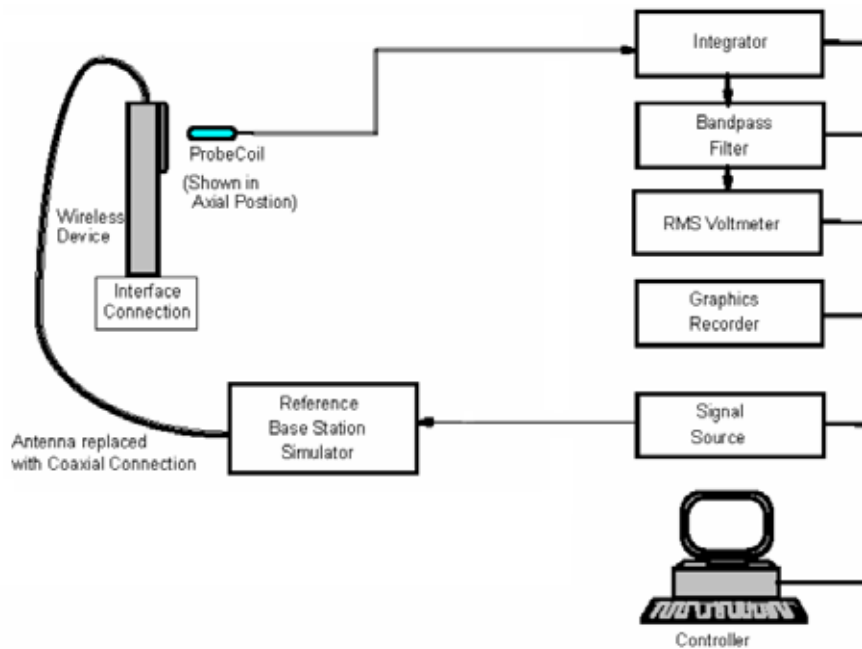 Integrator
Bandpass
Filter
ProbeCoil
(Shown in
Axial Postion)
Wireless
Device
RMS Voltmeter
Interface
Connection
Graphics
Recorder
Reference
Base Station
Simulator
Signal
Source
Antenna replaced
with Coaxial Connection
Controller